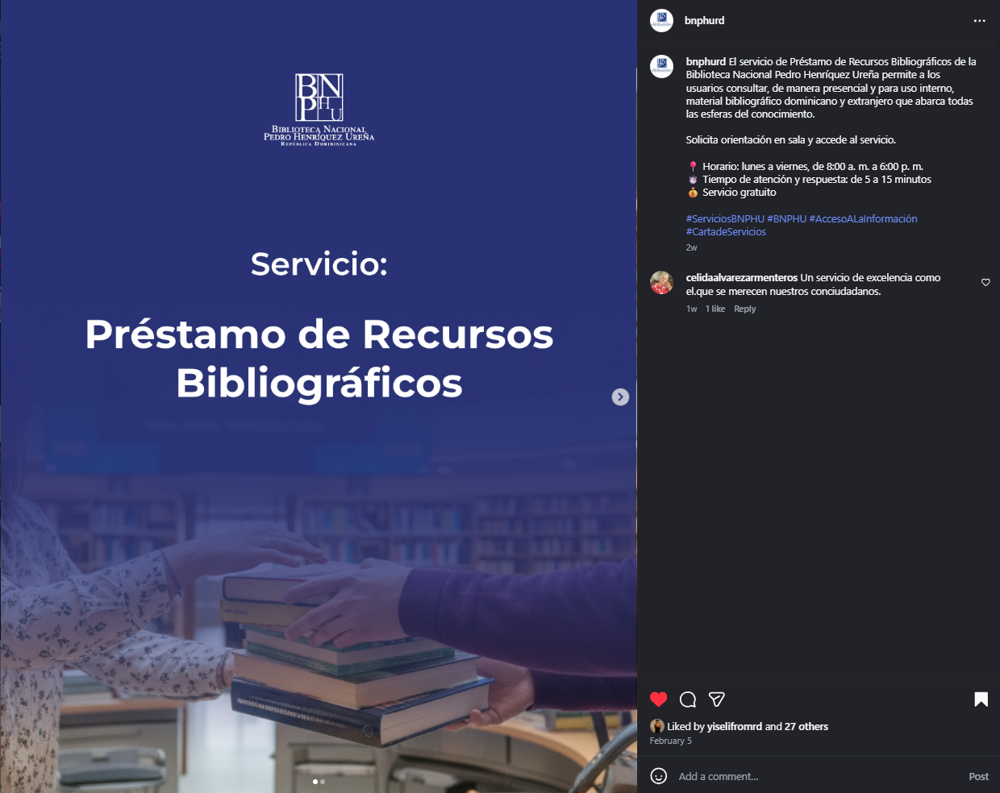 BN
PHU
BIBLIOTECA NACIONAL
PEDRO HENRÍQUEZ UREÑA
REPÚBLICA DOMINICANA
Servicio:
Préstamo de Recursos
Bibliográficos
bnphurd
bnphurd El servicio de Préstamo de Recursos Bibliográficos de la
Biblioteca Nacional Pedro Henríquez Ureña permite a los
usuarios consultar, de manera presencial y para uso interno,
material bibliográfico dominicano y extranjero que abarca todas
las esferas del conocimiento.
Solicita orientación en sala y accede al servicio.
📍 Horario: lunes a viernes, de 8:00 a. m. a 6:00 p. m.
⏱️ Tiempo de atención y respuesta: de 5 a 15 minutos
💰 Servicio gratuito
#ServiciosBNPHU #BNPHU #AccesoALaInformación
#CartadeServicios
2w
celidaalvarezarmenteros Un servicio de excelencia como
el.que se merecen nuestros conciudadanos.
1w 1 like Reply
Liked by yiselifromrd and 27 others
February 5
Add a comment...
Post